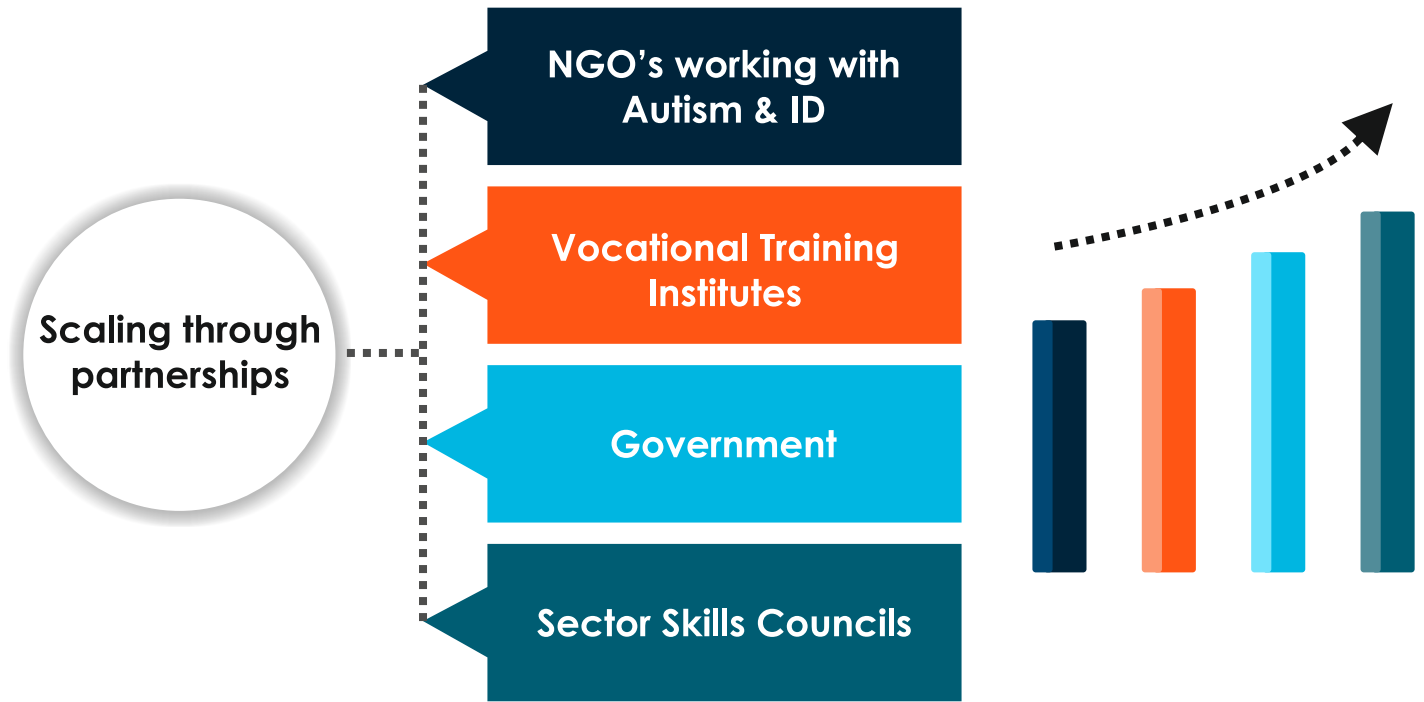 Scaling through
partnerships
NGO’s working with
Autism & ID
Vocational Training
Institutes
Government
Sector Skills Councils